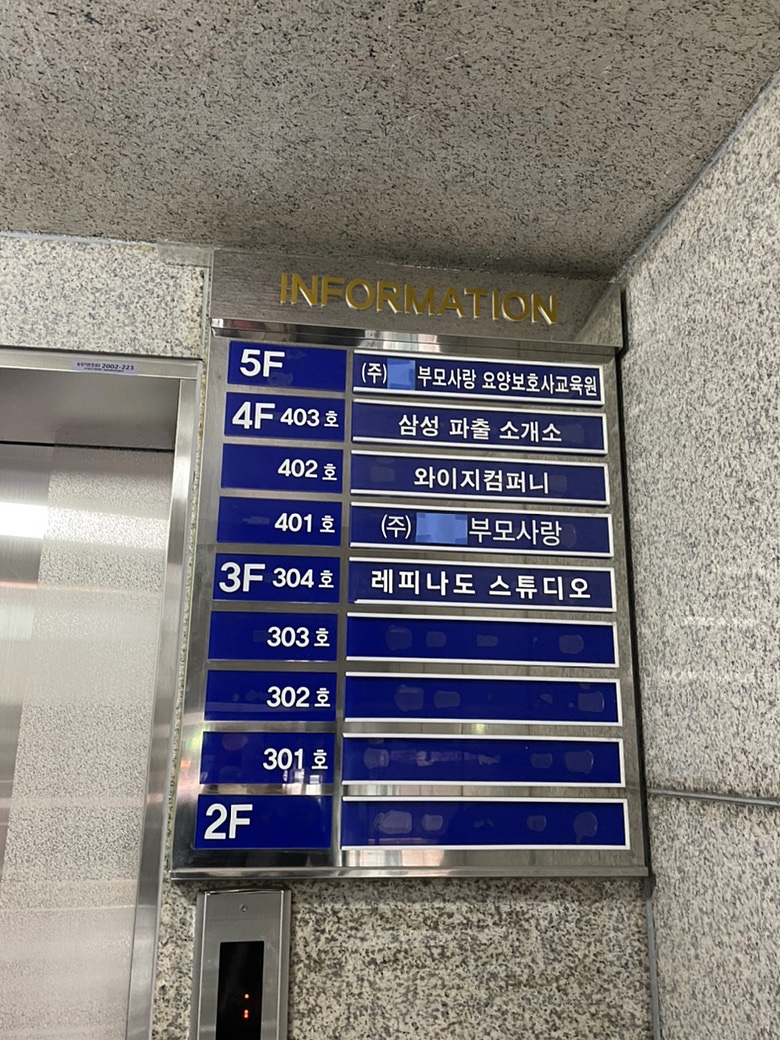 INFORMATION
5F (주) 부모사랑 요양보호사교육원
4F 403 호 삼성 파출 소개소
402 호 와이지컴퍼니
401 호 (주) 부모사랑
3F 304 호 레피나도 스튜디오
303 호
302 호
301 호
2F
2002-223